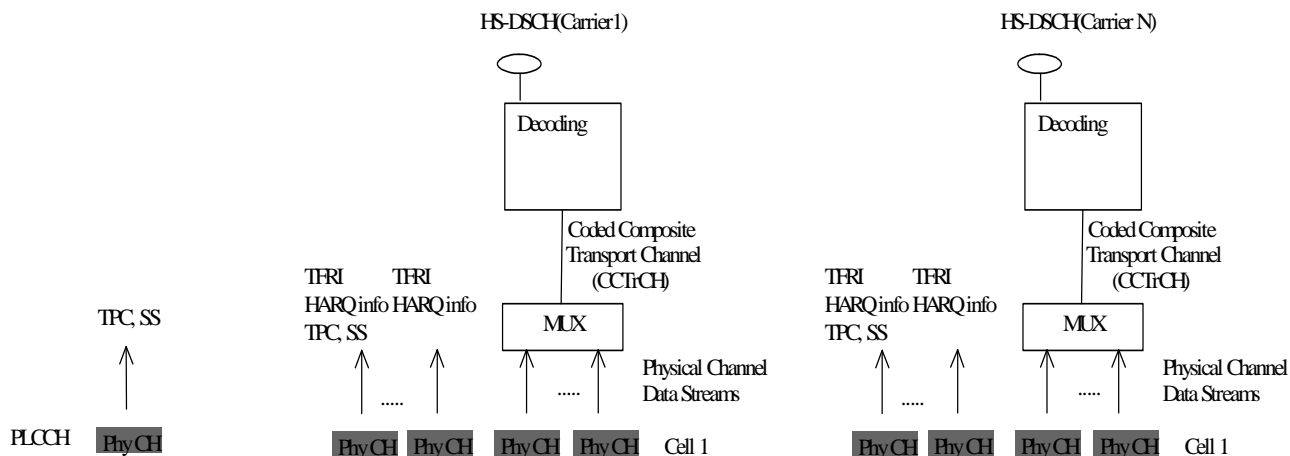 HS-DSCH(Carrier1)
HS-DSCH(Carrier N)
Decoding
Decoding
Coded Composite
Transport Channel
(CCTrCH)
Coded Composite
Transport Channel
(CCTrCH)
TFRI
HARQ info
TPC, SS
TFRI
HARQ info
TFRI
HARQ info
TPC, SS
TFRI
HARQ info
TPC, SS
MUX
MUX
Physical Channel
Data Streams
Physical Channel
Data Streams
.....
.....
.....
.....
PLCCH
Phy CH
Phy CH
Phy CH
Phy CH
Phy CH
Cell 1
Phy CH
Phy CH
Phy CH
Phy CH
Cell 1